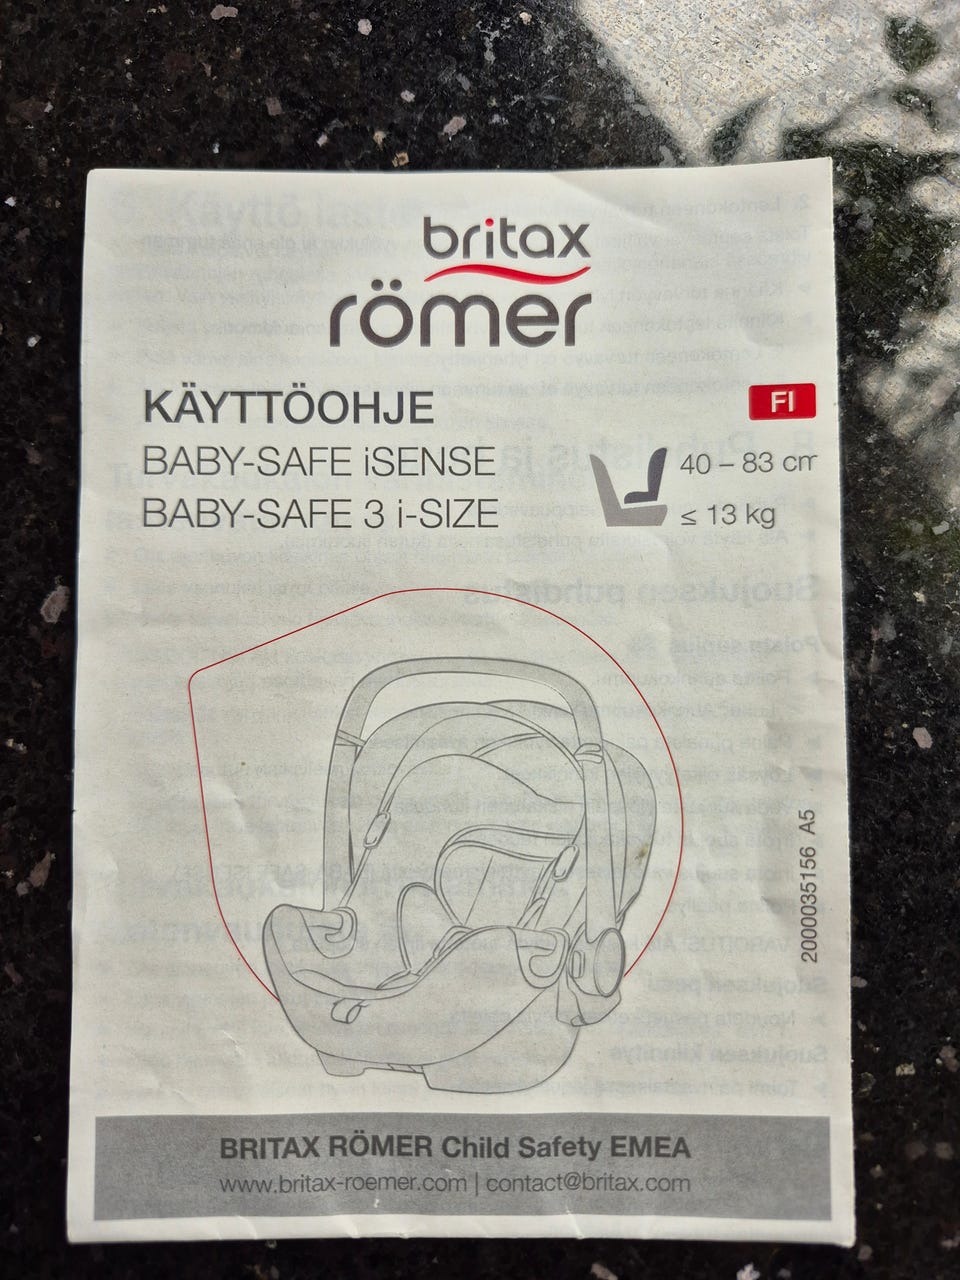 britax
römer
KÄYTTÖOHJE
FI
BABY-SAFE iSENSE
40 – 83 cm
BABY-SAFE 3 i-SIZE
≤ 13 kg
2000035156 A5
BRITAX RÖMER Child Safety EMEA
www.britax-roemer.com | contact@britax.com